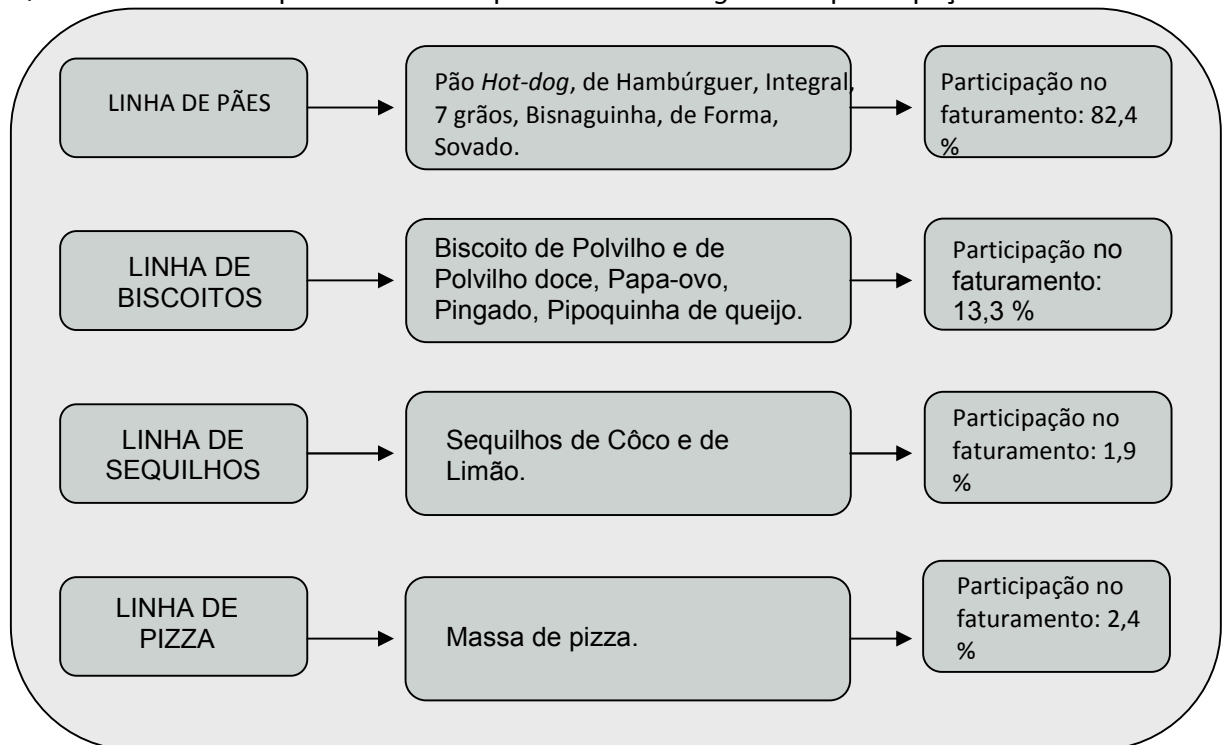 LINHA DE PÃES
Pão Hot-dog, de Hambúrguer, Integral,
7 grãos, Bisnaguinha, de Forma,
Sovado.
Participação no
faturamento: 82,4
%
LINHA DE
BISCOITOS
Biscoito de Polvilho e de
Polvilho doce, Papa-ovo,
Pingado, Pipoquinha de queijo.
Participação no
faturamento:
13,3 %
LINHA DE
SEQUILHOS
Sequilhos de Côco e de
Limão.
Participação no
faturamento: 1,9
%
LINHA DE
PIZZA
Massa de pizza.
Participação no
faturamento: 2,4
%